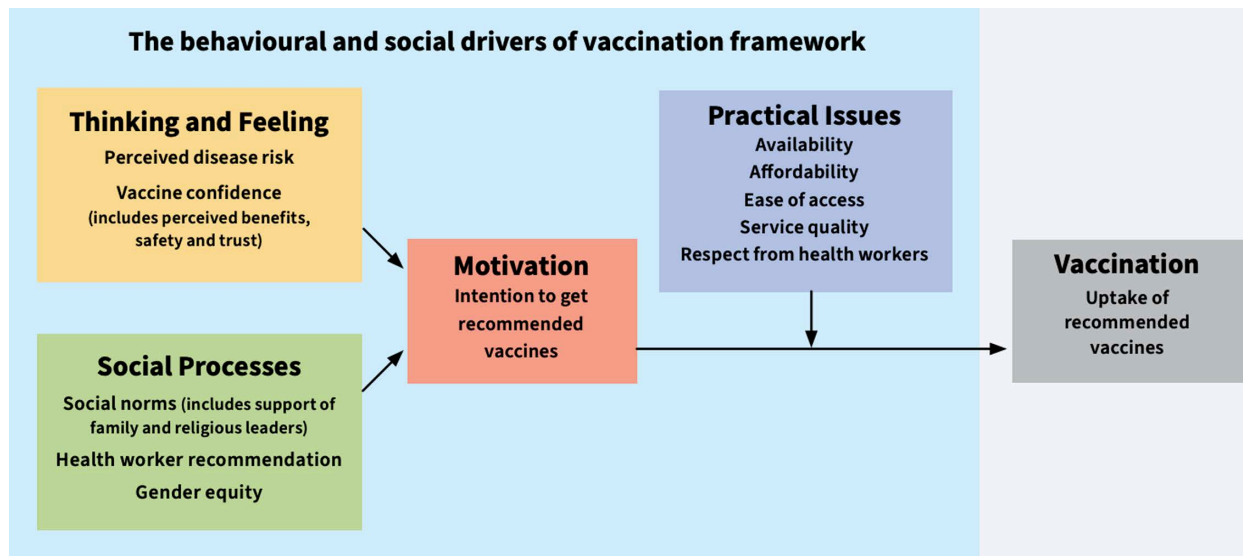 The behavioural and social drivers of vaccination framework
Thinking and Feeling
Perceived disease risk
Vaccine confidence
(includes perceived benefits,
safety and trust)
Social Processes
Social norms (includes support of
family and religious leaders)
Health worker recommendation
Gender equity
Motivation
Intention to get
recommended
vaccines
Practical Issues
Availability
Affordability
Ease of access
Service quality
Respect from health workers
Vaccination
Uptake of
recommended
vaccines